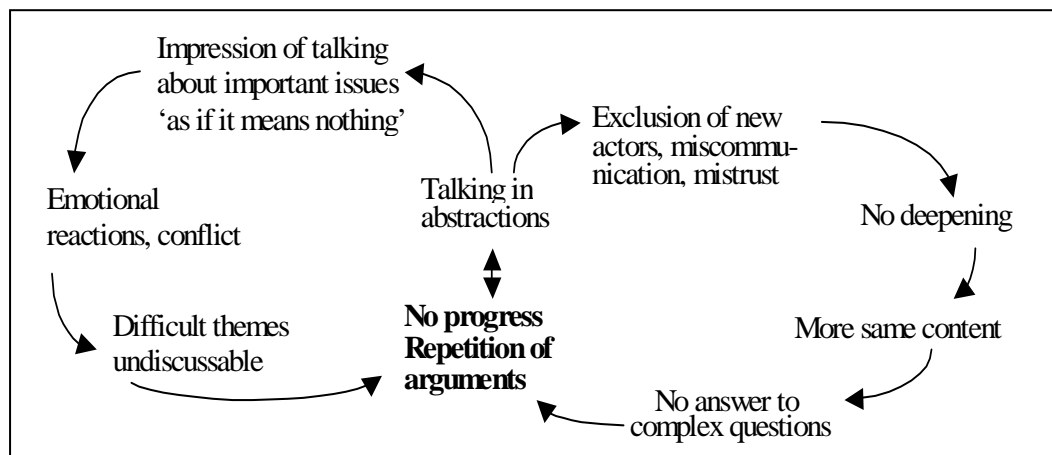 Impression of talking
about important issues
‘as if it means nothing’
Exclusion of new
actors, miscommu-
nication, mistrust
Talking in
abstractions
Emotional
reactions, conflict
No deepening
Difficult themes
undiscussable
No progress
Repetition of
arguments
More same content
No answer to
complex questions